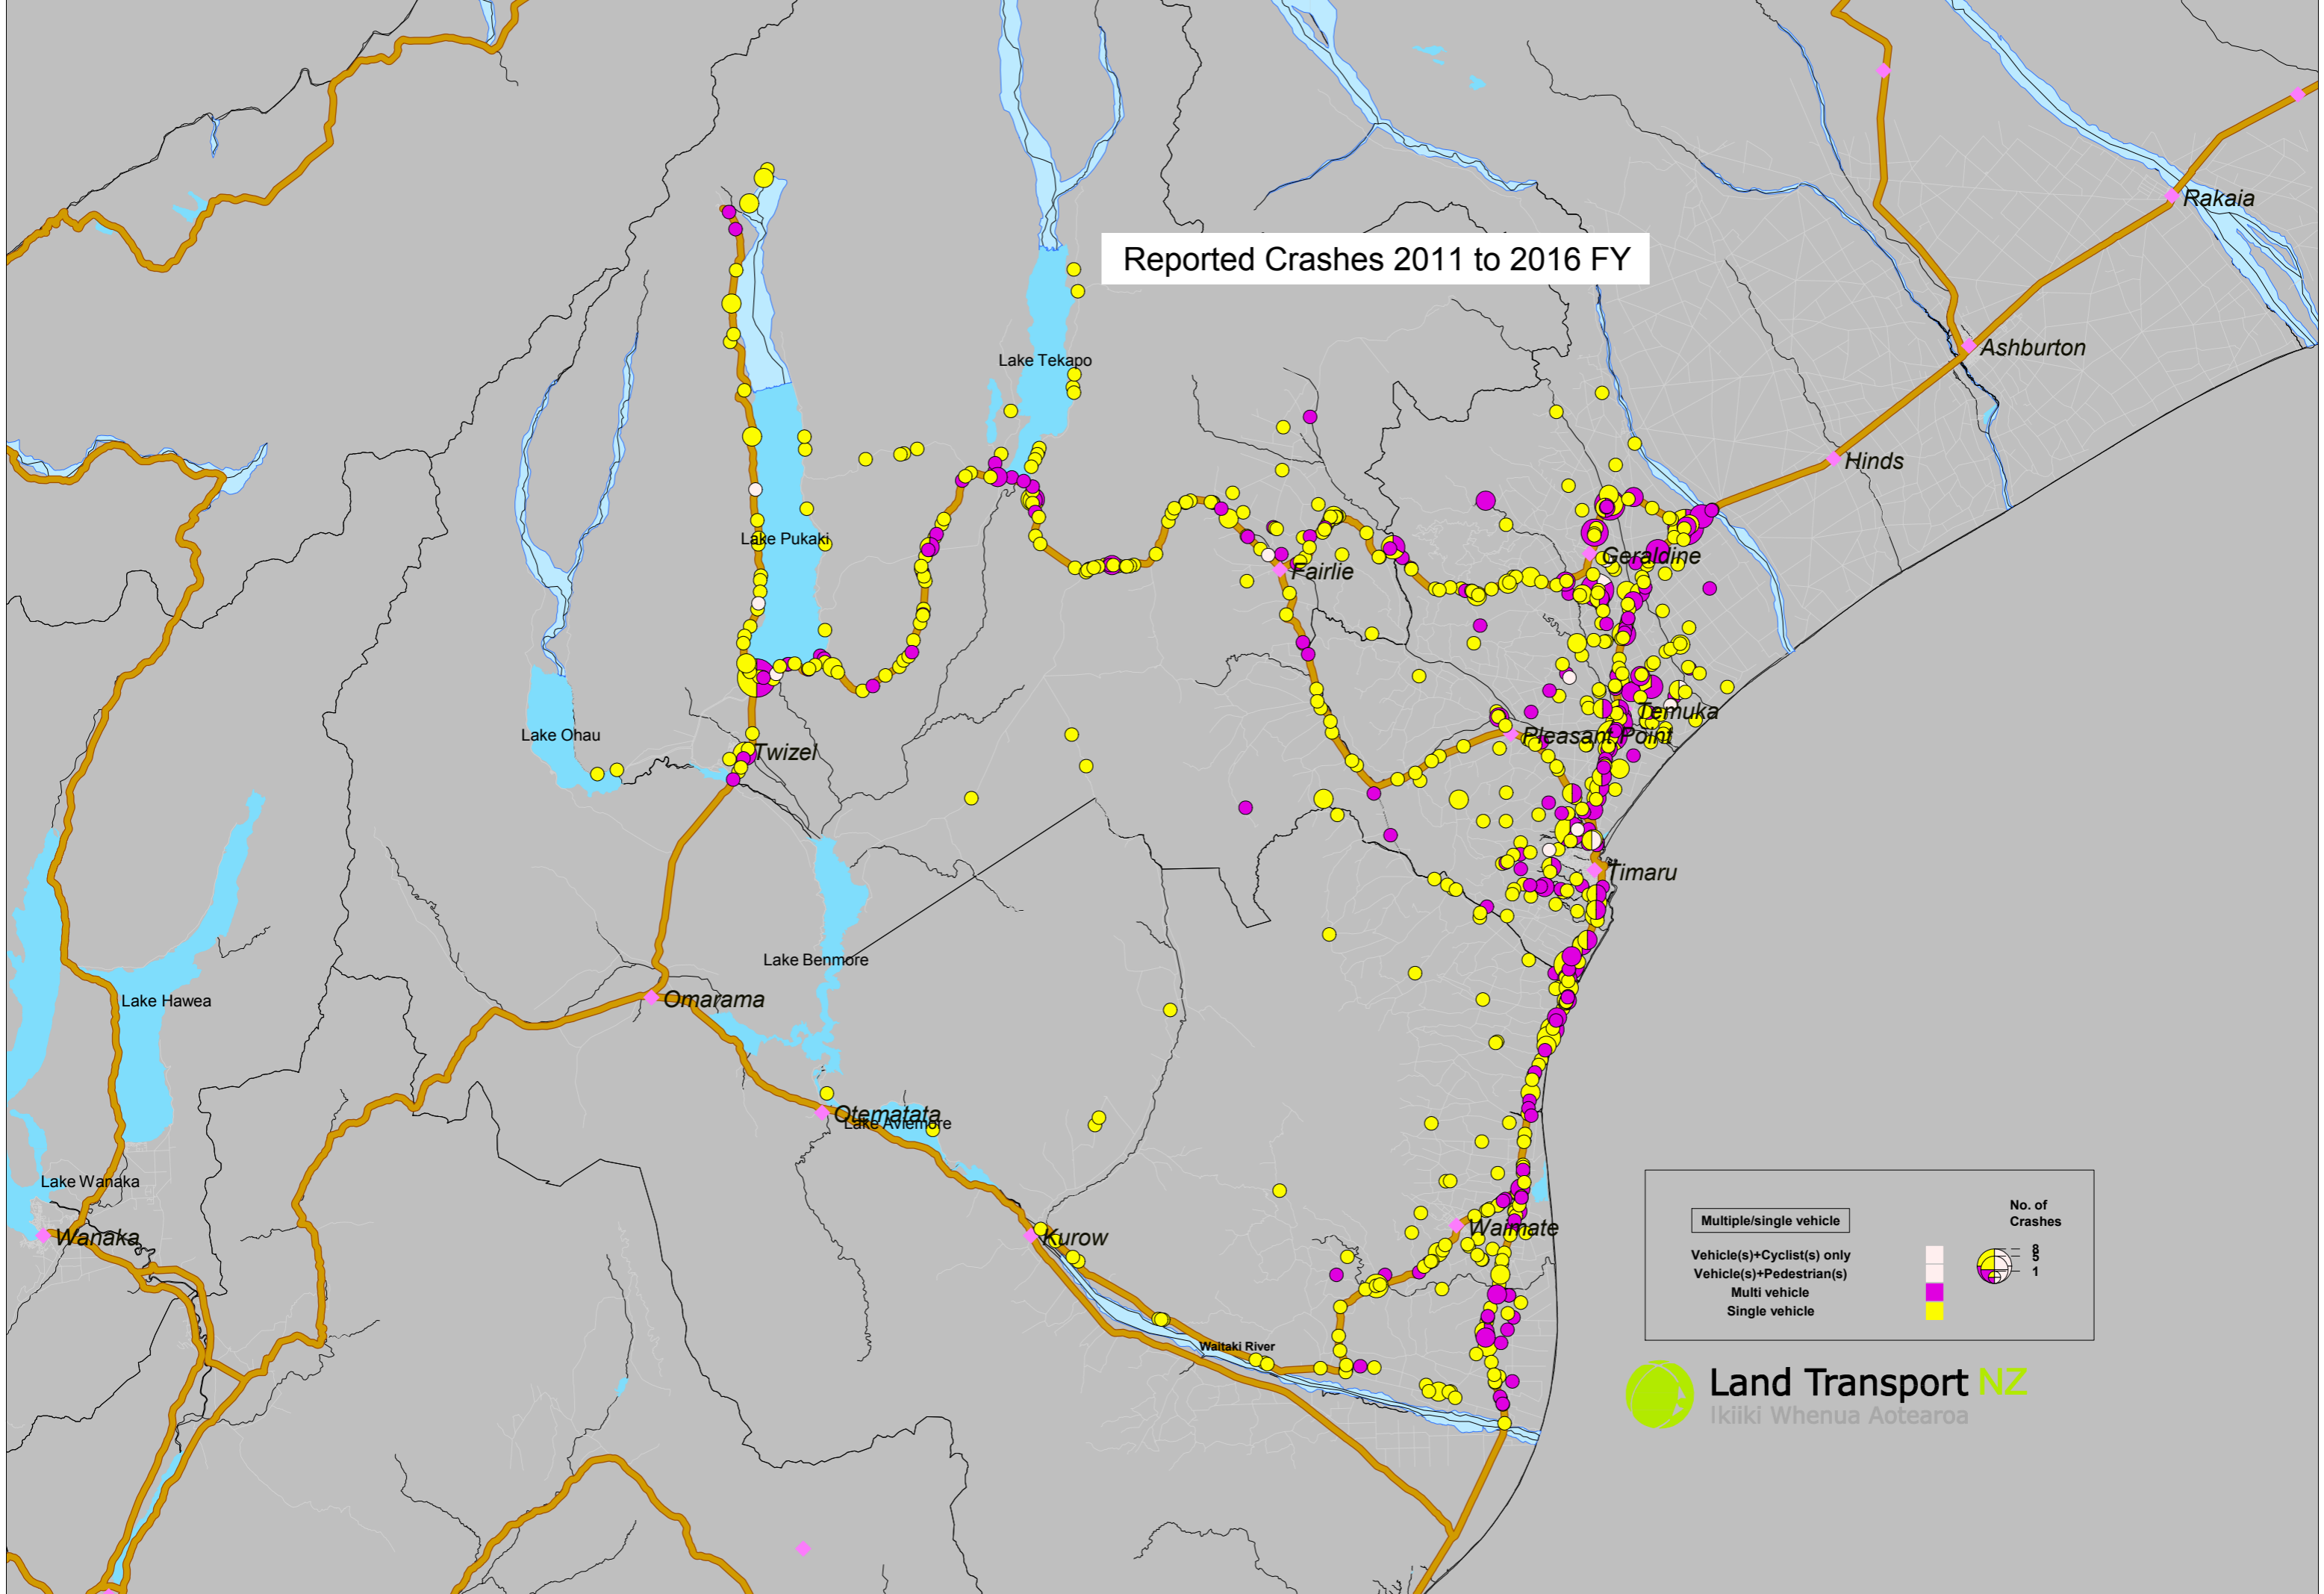 Rakaia
Reported Crashes 2011 to 2016 FY
Ashburton
Lake Tekapo
Hinds
Lake Pukaki
Geraldine
Fairlie
Temuka
Lake Ohau
Pleasant Point
Twizel
Timaru
Lake Benmore
Omarama
Lake Hawea
Otematata
Lake Aviemore
Lake Wanaka
Wanaka
Kurow
Waimate
Waitaki River
Multiple/single vehicle
No. of
Crashes
Vehicle(s)+Cyclist(s) only
Vehicle(s)+Pedestrian(s)
Multi vehicle
Single vehicle
8
5
1
Land Transport NZ
Ikiiki Whenua Aotearoa